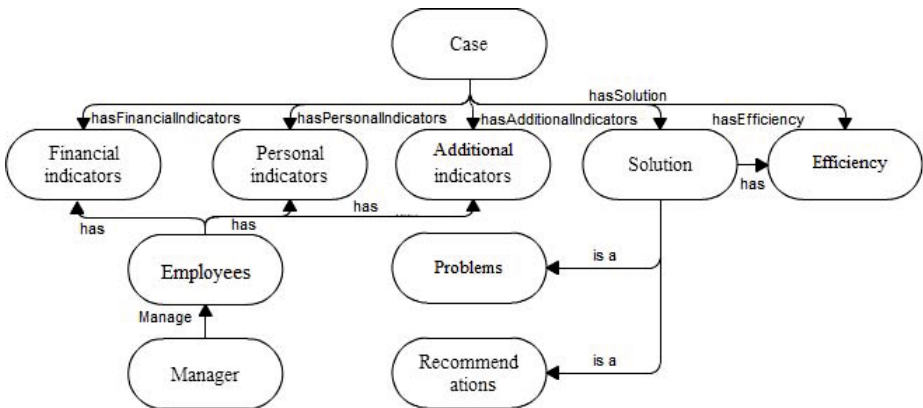 Case
hasSolution
hasFinancialIndicators
hasPersonalIndicators
hasAdditionalIndicators
hasEfficiency
Financial
indicators
Personal
indicators
Additional
indicators
Solution
Efficiency
has
has
has
has
Employees
Problems
is a
Manage
Manager
Recommend
ations
is a